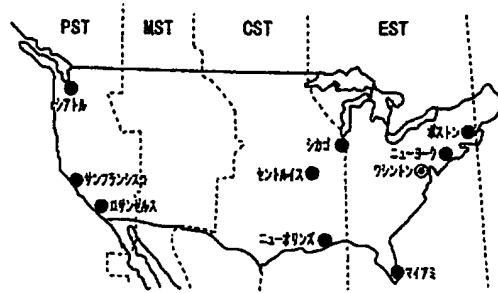 PST MST CST EST
シアトル
ボストン
シカゴ
ニューヨーク
ワシントン
セントルイス
サンフランシスコ
ロサンゼルス
ニューオリンズ
マイアミ